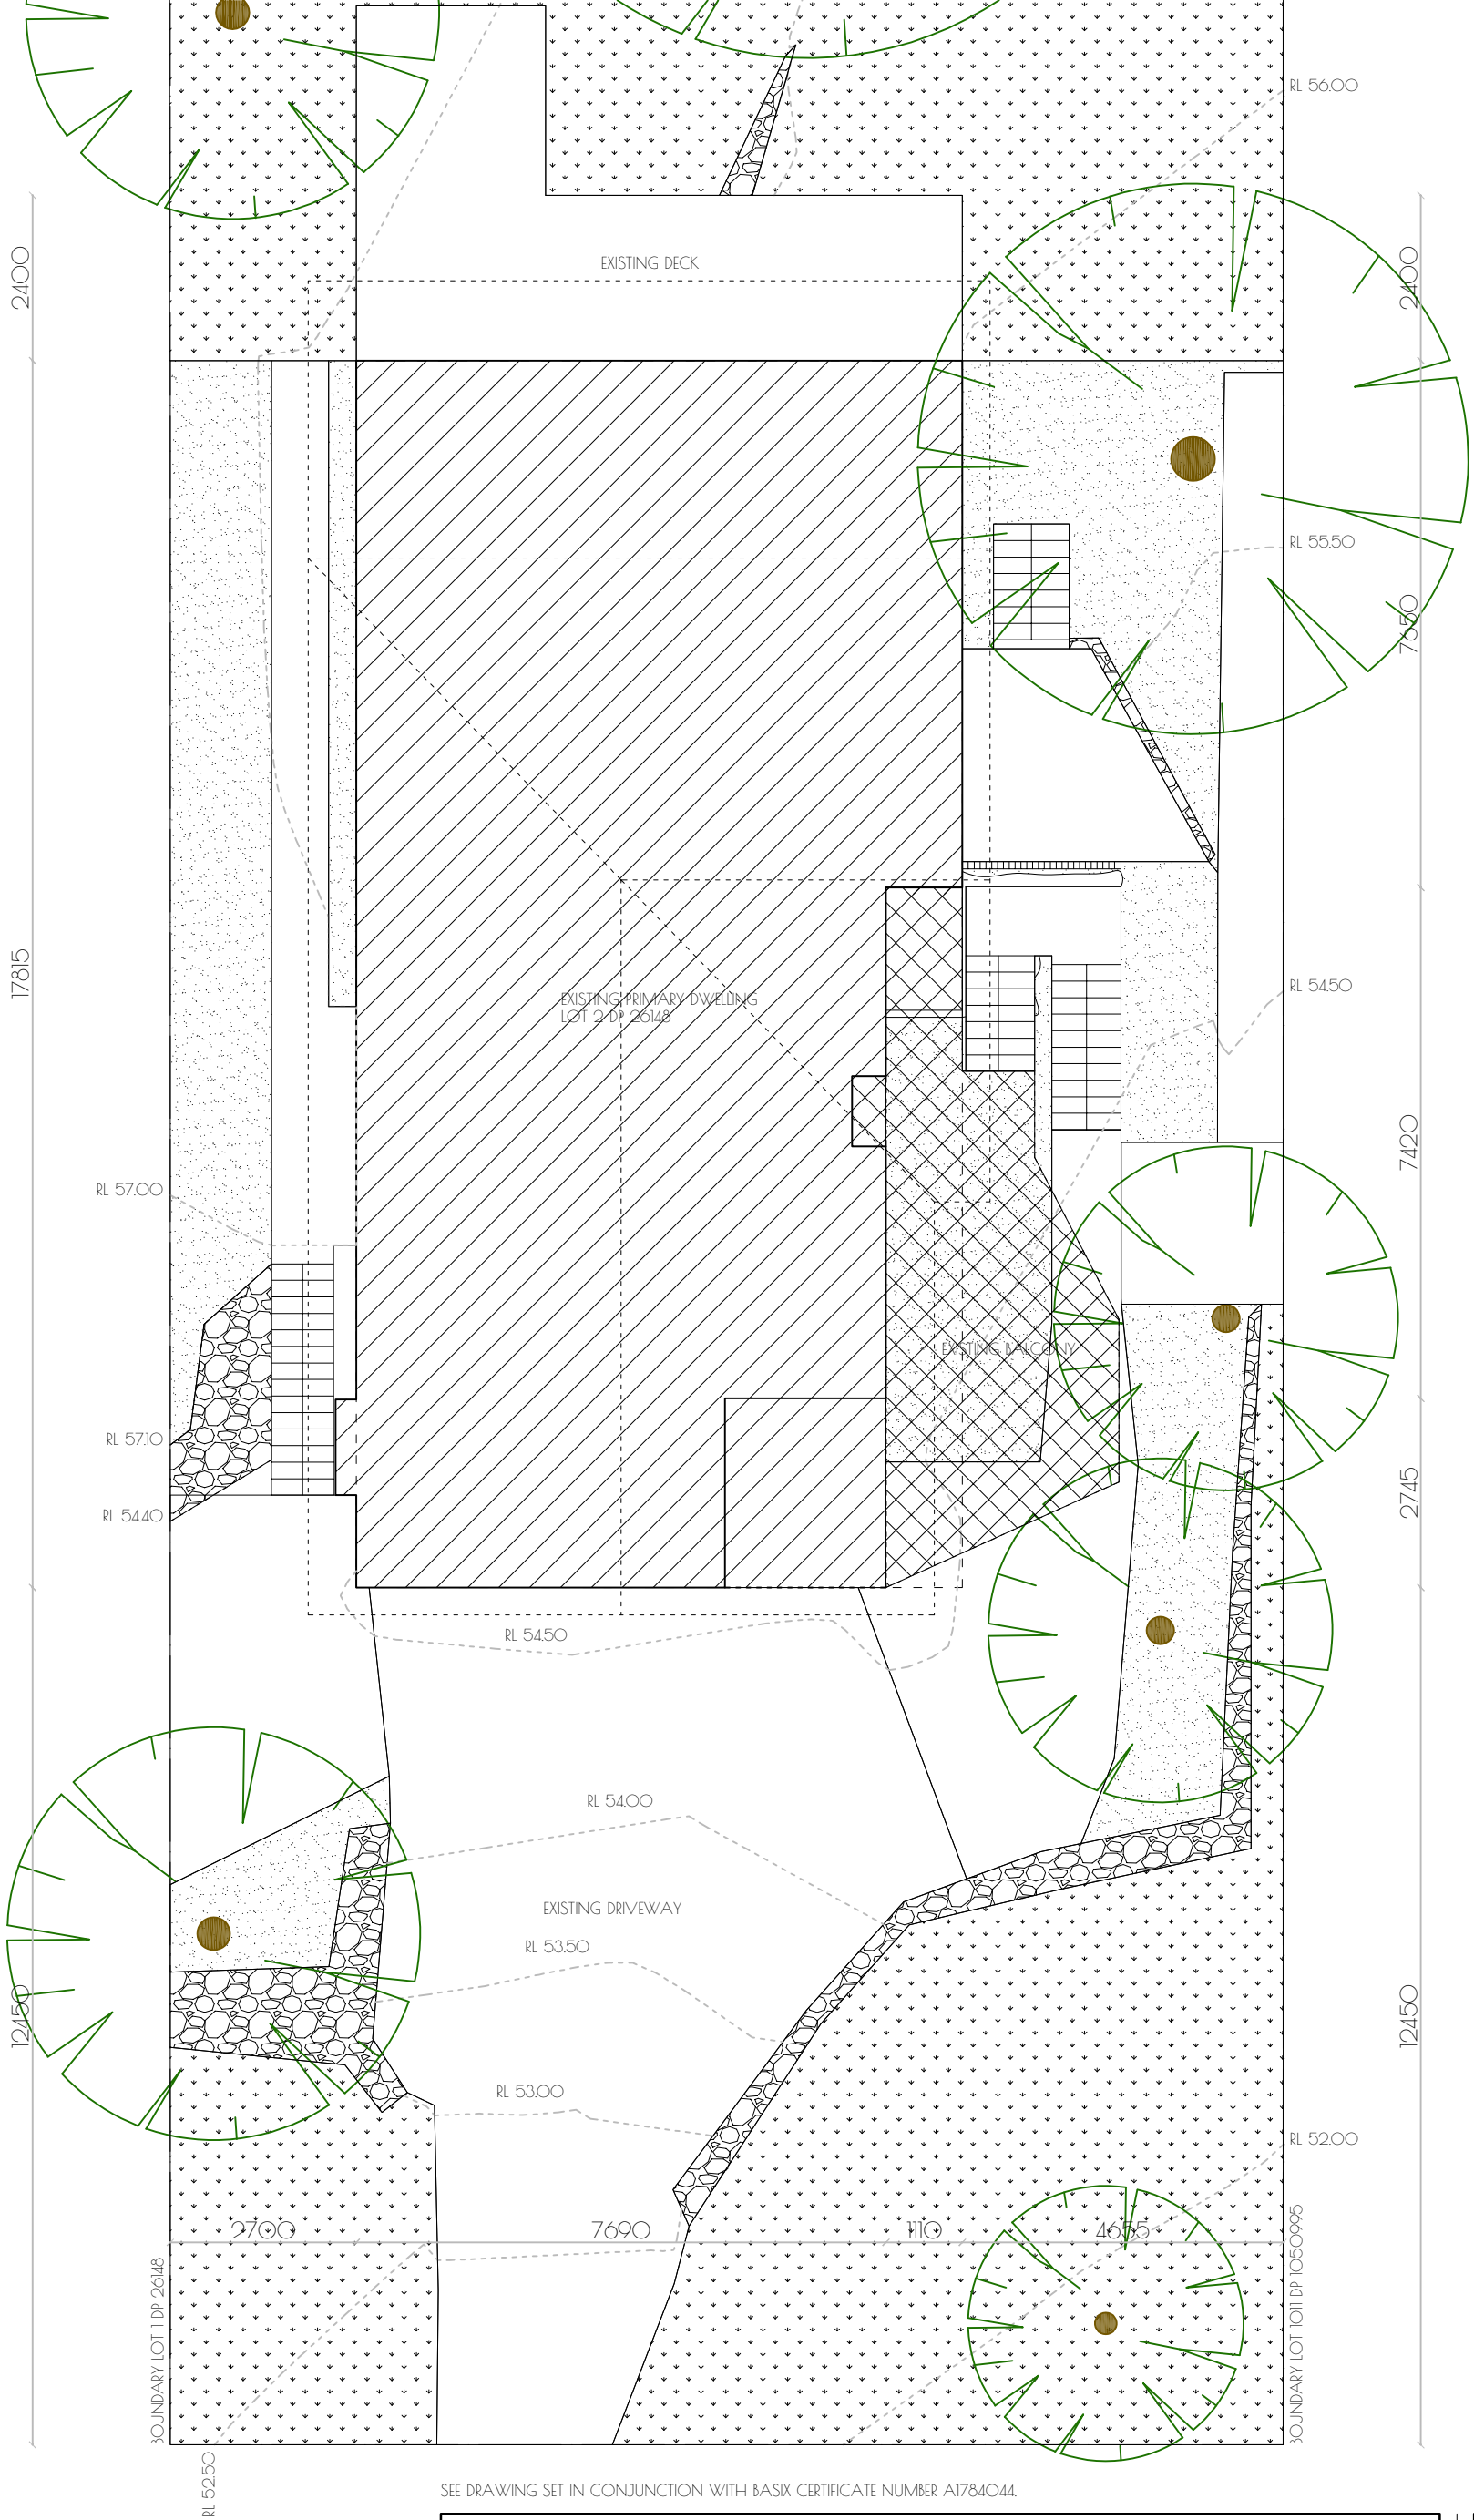 RL 56.00
2400
2400
EXISTING DECK
RL 55.50
7650
17815
RL 54.50
EXISTING PRIMARY DWELLING
LOT 2 DP 26148
7420
RL 57.00
EXISTING BALCONY
RL 57.10
2745
RL 54.40
RL 54.50
RL 54.00
EXISTING DRIVEWAY
RL 53.50
12450
12450
RL 53.00
RL 52.00
2700
7690
1110
4655
BOUNDARY LOT 1 DP 26148
BOUNDARY LOT 1011 DP 1050995
RL 52.50
SEE DRAWING SET IN CONJUNCTION WITH BASIX CERTIFICATE NUMBER A1784044.